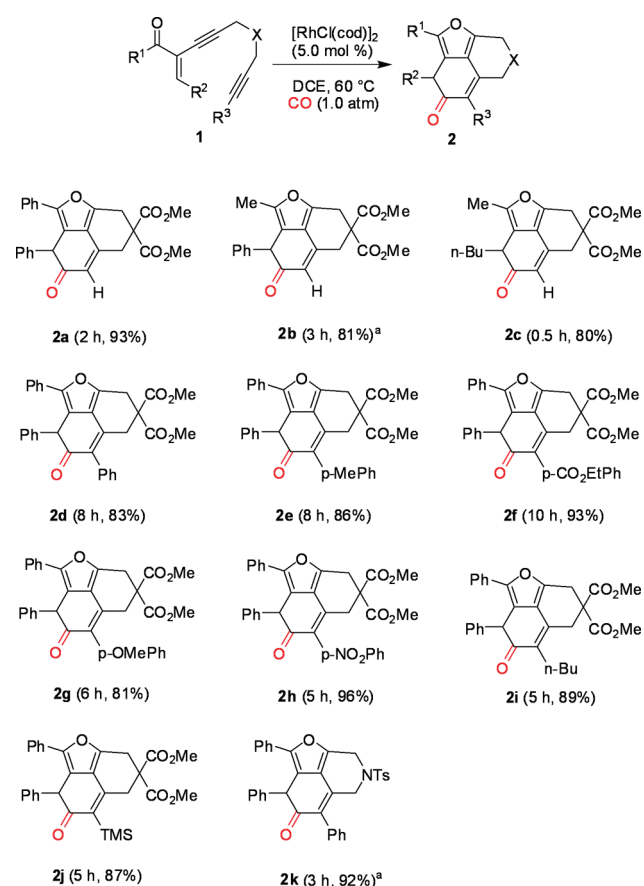 O
R¹
R²
X
R³
1
[RhCl(cod)]₂
(5.0 mol %)
DCE, 60 °C
CO (1.0 atm)
R¹
O
X
R²
O
R³
2
Ph
O
CO₂Me
CO₂Me
Ph
O
H
2a (2 h, 93%)
Me
O
CO₂Me
CO₂Me
Ph
O
H
2b (3 h, 81%)ᵃ
Me
O
CO₂Me
CO₂Me
n-Bu
O
H
2c (0.5 h, 80%)
Ph
O
CO₂Me
CO₂Me
Ph
O
Ph
2d (8 h, 83%)
Ph
O
CO₂Me
CO₂Me
Ph
O
p-MePh
2e (8 h, 86%)
Ph
O
CO₂Me
CO₂Me
Ph
O
p-CO₂EtPh
2f (10 h, 93%)
Ph
O
CO₂Me
CO₂Me
Ph
O
p-OMePh
2g (6 h, 81%)
Ph
O
CO₂Me
CO₂Me
Ph
O
p-NO₂Ph
2h (5 h, 96%)
Ph
O
CO₂Me
CO₂Me
Ph
O
n-Bu
2i (5 h, 89%)
Ph
O
CO₂Me
CO₂Me
Ph
O
TMS
2j (5 h, 87%)
Ph
O
NTs
Ph
O
Ph
2k (3 h, 92%)ᵃ